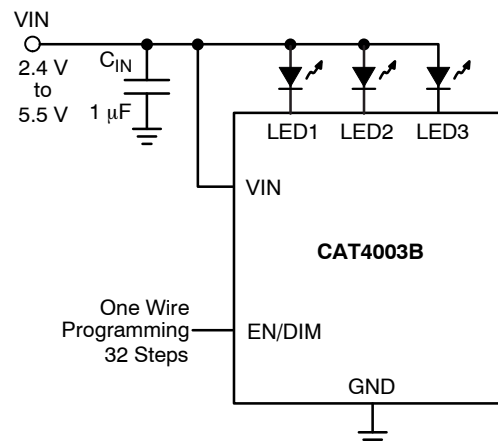 VIN
2.4 V
to
5.5 V
C_IN
1 μF
LED1
LED2
LED3
VIN
CAT4003B
One Wire
Programming
32 Steps
EN/DIM
GND